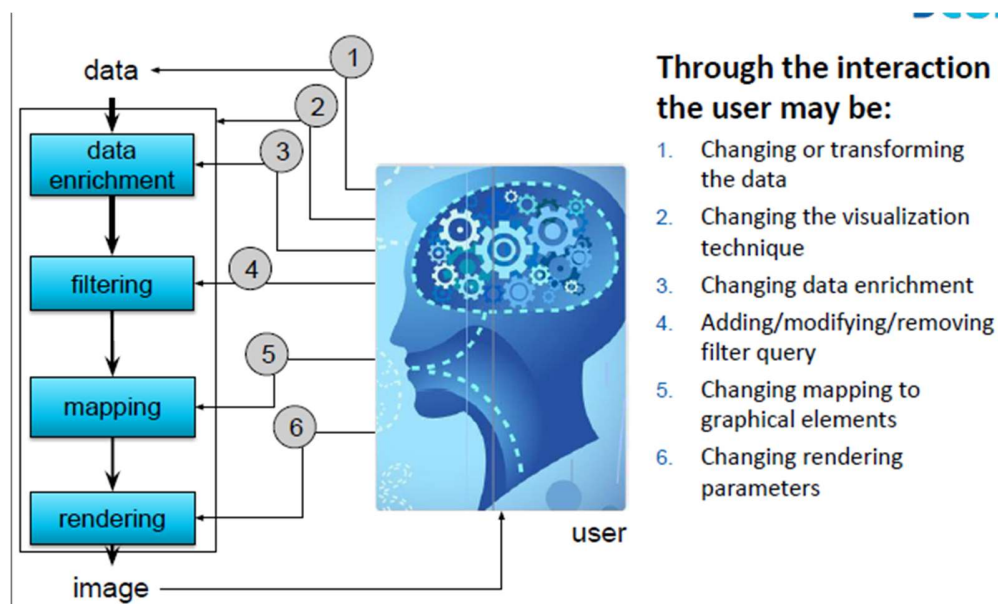 data
1
2
3
data
enrichment
filtering
4
mapping
5
6
rendering
image
user
Through the interaction
the user may be:
1. Changing or transforming
the data
2. Changing the visualization
technique
3. Changing data enrichment
4. Adding/modifying/removing
filter query
5. Changing mapping to
graphical elements
6. Changing rendering
parameters